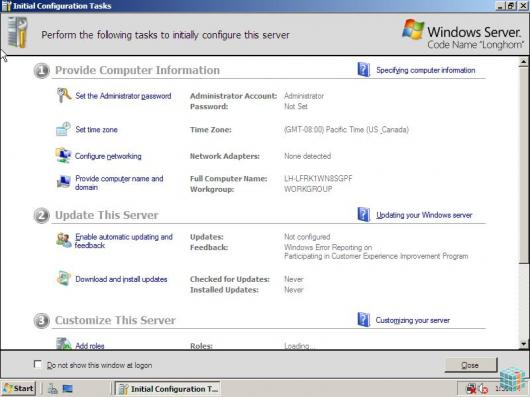 Initial Configuration Tasks
Perform the following tasks to initially configure this server
Windows Server.
Code Name "Longhorn"
1 Provide Computer Information
Specifying computer information
Set the Administrator password
Administrator Account: Administrator
Password: Not Set
Set time zone
Time Zone: (GMT-08:00) Pacific Time (US _Canada)
Configure networking
Network Adapters: None detected
Provide computer name and domain
Full Computer Name: LH-LFRK1WN8SGPF
Workgroup: WORKGROUP
2 Update This Server
Updating your Windows server
Enable automatic updating and feedback
Updates: Not configured
Feedback: Windows Error Reporting on
Participating in Customer Experience Improvement Program
Download and install updates
Checked for Updates: Never
Installed Updates: Never
3 Customize This Server
Customizing your server
Add roles
Roles: Loading...
Do not show this window at logon
Close
Start
Initial Configuration T...